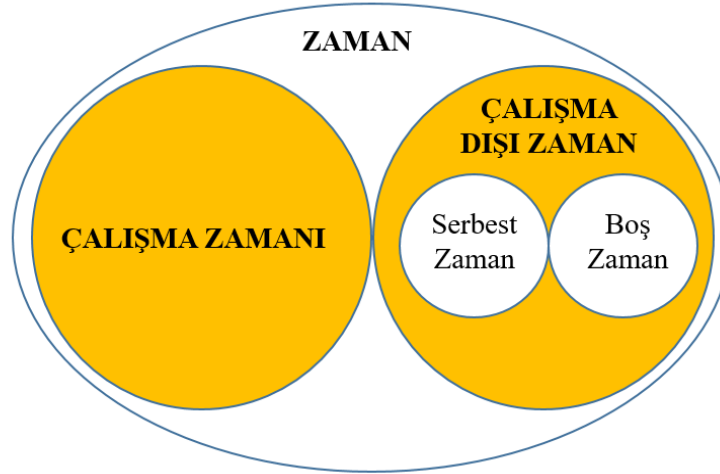 ZAMAN
ÇALIŞMA
DIŞI ZAMAN
ÇALIŞMA ZAMANI
Serbest
Zaman
Boş
Zaman